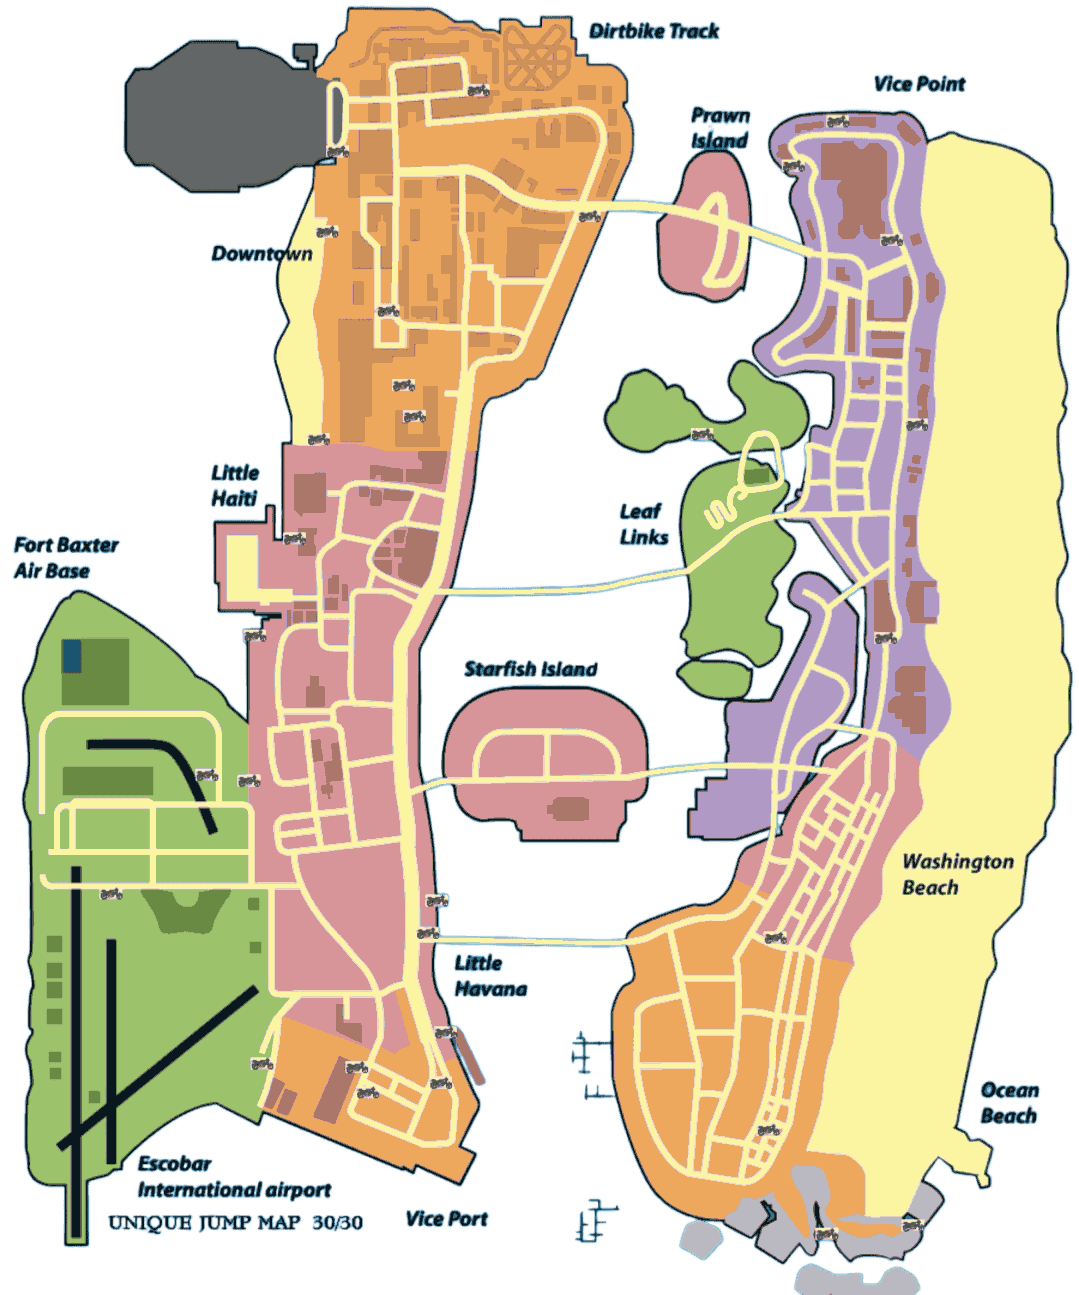 Dirtbike Track
Vice Point
Prawn
Island
Downtown
Little
Haiti
Leaf
Links
Fort Baxter
Air Base
Starfish Island
Washington
Beach
Little
Havana
Ocean
Beach
Escobar
International airport
UNIQUE JUMP MAP 30/30
Vice Port